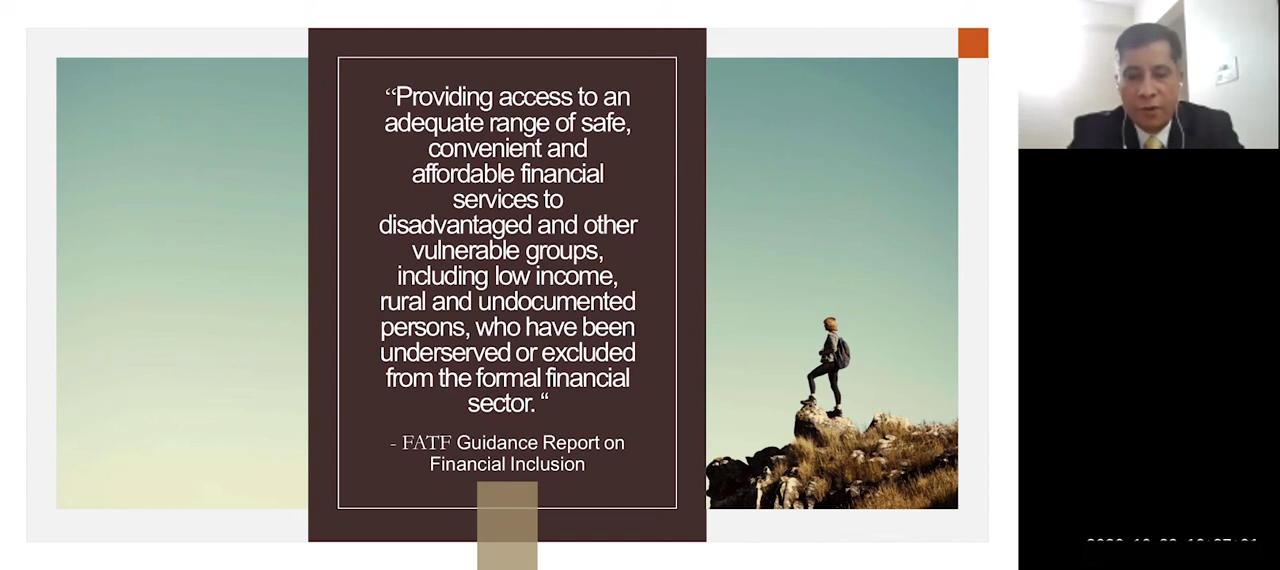 “Providing access to an
adequate range of safe,
convenient and
affordable financial
services to
disadvantaged and other
vulnerable groups,
including low income,
rural and undocumented
persons, who have been
underserved or excluded
from the formal financial
sector. “
- FATF Guidance Report on
Financial Inclusion